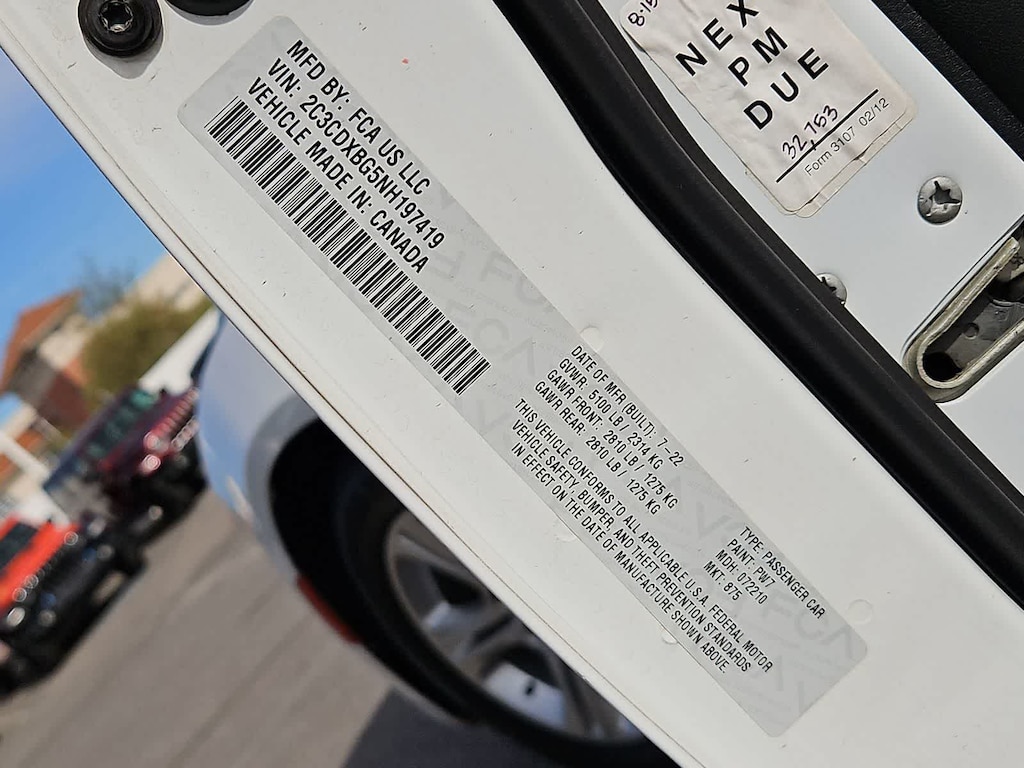 MFD BY: FCA US LLC
VIN: 2C3CDXBG5NH197419
VEHICLE MADE IN: CANADA
DATE OF MFR (BUILT): 7-22
GVWR: 5100 LB / 2314 KG
GAWR FRONT: 2810 LB / 1275 KG
GAWR REAR: 2810 LB / 1275 KG
THIS VEHICLE CONFORMS TO ALL APPLICABLE U.S.A. FEDERAL MOTOR
VEHICLE SAFETY, BUMPER, AND THEFT PREVENTION STANDARDS
IN EFFECT ON THE DATE OF MANUFACTURE SHOWN ABOVE.
TYPE: PASSENGER CAR
PAINT: PW7
MDH: 072210
MKT: 875
NEX
PM
DUE
32,753
Form 3107 02/12